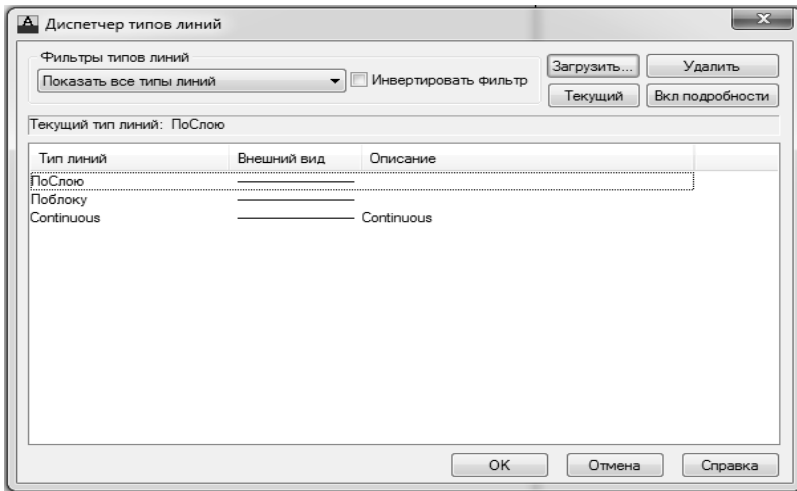 Диспетчер типов линий
Фильтры типов линий
Показать все типы линий
Инвертировать фильтр
Загрузить...
Удалить
Текущий
Вкл подробности
Текущий тип линий: ПоСлою
Тип линий Внешний вид Описание
ПоСлою
Поблоку
Continuous Continuous
OK Отмена Справка